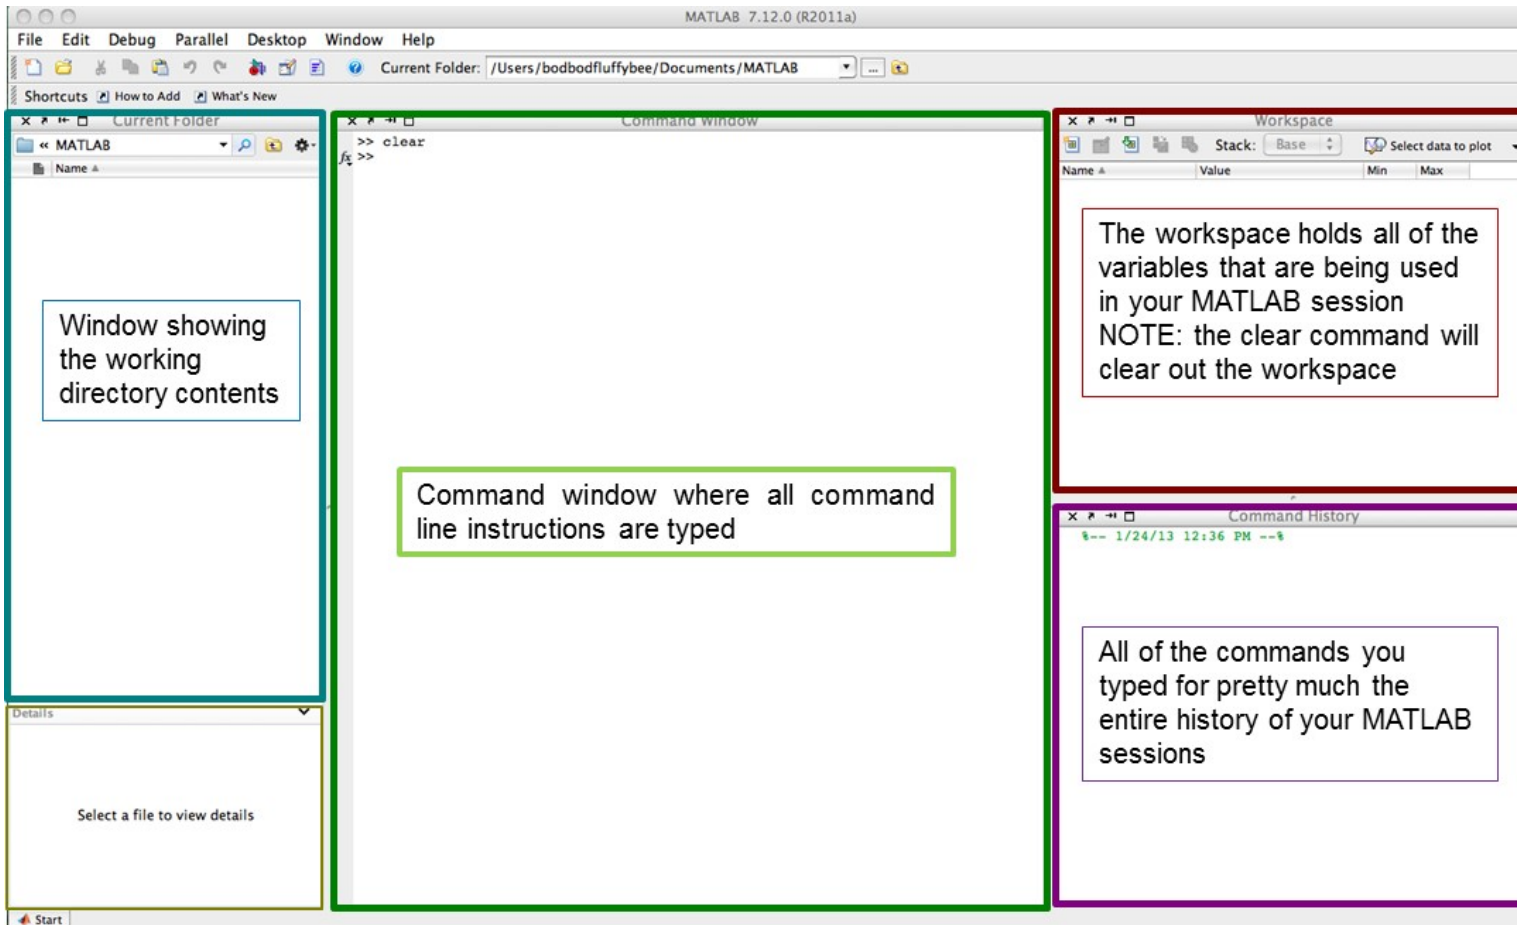 MATLAB 7.12.0 (R2011a)
File Edit Debug Parallel Desktop Window Help
Current Folder: /Users/bodbodfluffybee/Documents/MATLAB ...
Shortcuts How to Add What's New
Current Folder
« MATLAB
Name
Window showing
the working
directory contents
Details
Select a file to view details
Start
Command Window
>> clear
fx >>
Command window where all command
line instructions are typed
Workspace
Stack: Base Select data to plot
Name Value Min Max
The workspace holds all of the
variables that are being used
in your MATLAB session
NOTE: the clear command will
clear out the workspace
Command History
%-- 1/24/13 12:36 PM --%
All of the commands you
typed for pretty much the
entire history of your MATLAB
sessions